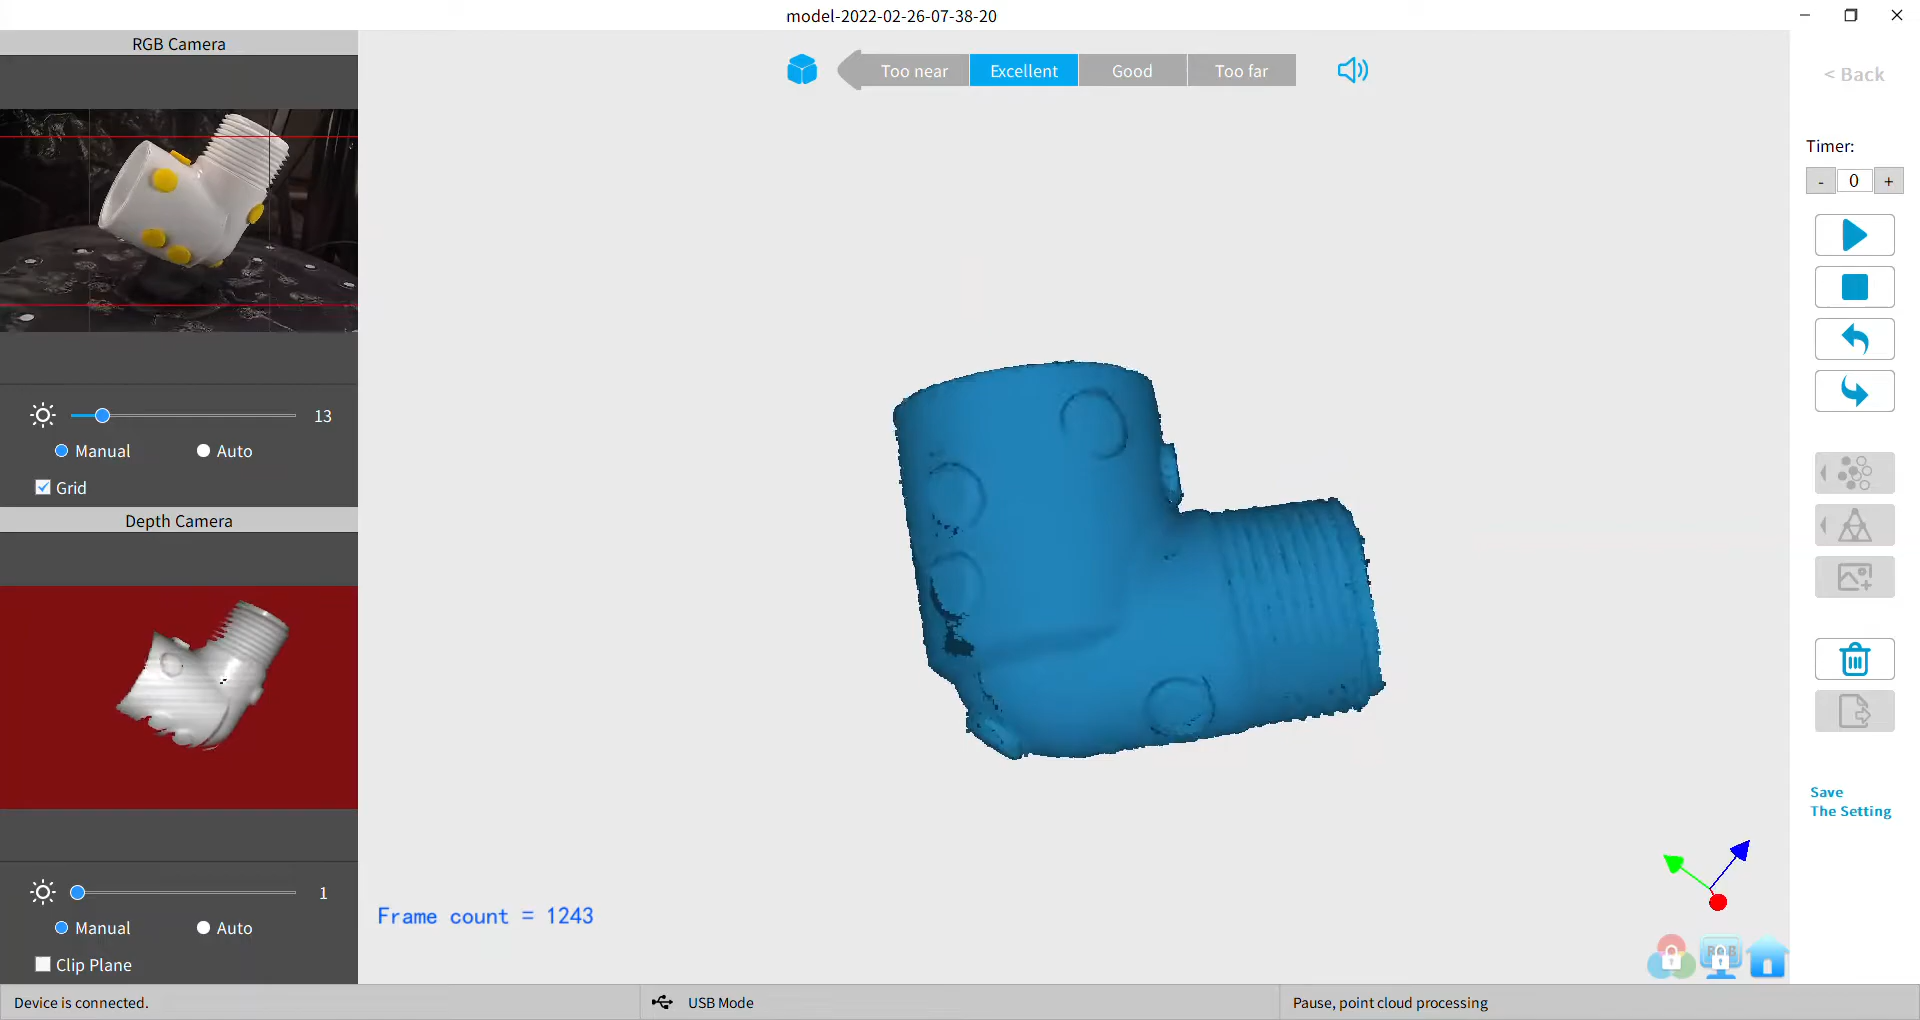 model-2022-02-26-07-38-20
RGB Camera
Too near
Excellent
Good
Too far
< Back
Timer:
- 0 +
13
Manual
Auto
Grid
Depth Camera
Save
The Setting
1
Manual
Auto
Clip Plane
Frame count = 1243
RGB
Device is connected.
USB Mode
Pause, point cloud processing